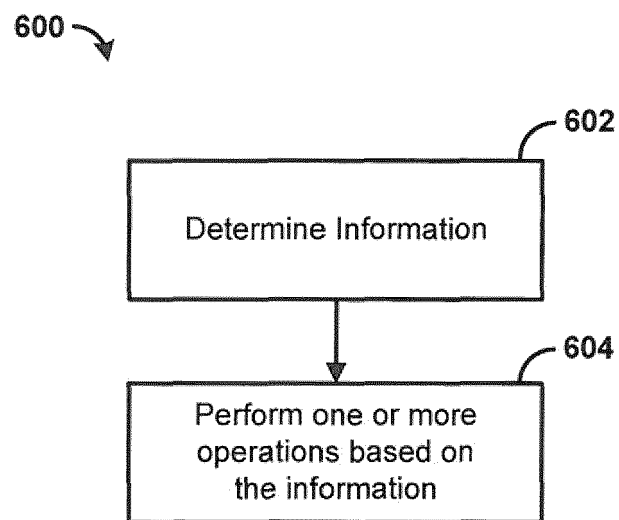 600
602
Determine Information
604
Perform one or more
operations based on
the information